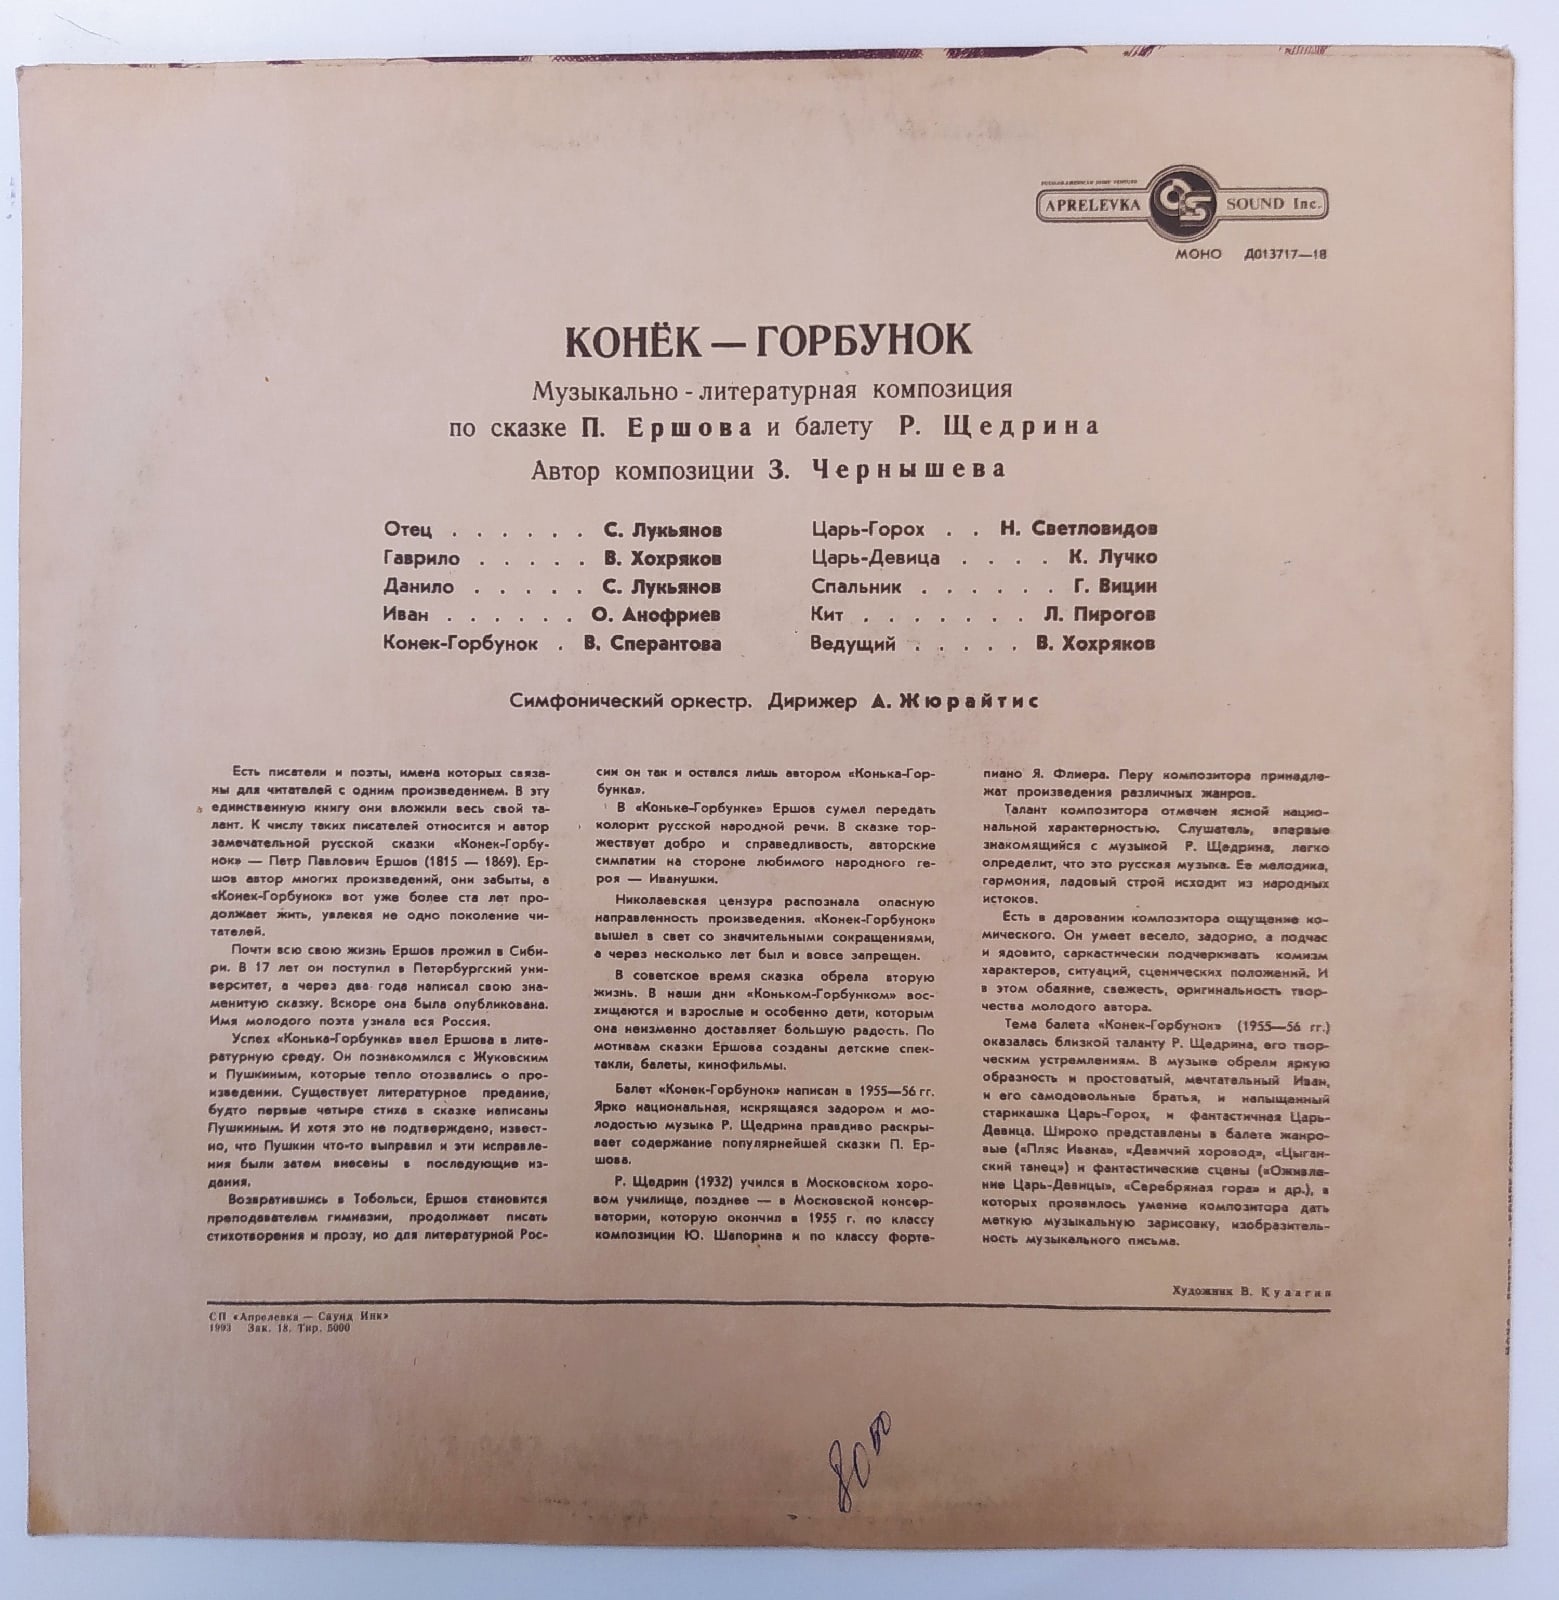 RUSSIAN-AMERICAN JOINT VENTURE
APRELEVKA SOUND Inc.
МОНО Д013717—18
КОНЁК — ГОРБУНОК
Музыкально - литературная композиция
по сказке П. Ершова и балету Р. Щедрина
Автор композиции З. Чернышева
Отец . . . . . . С. Лукьянов
Гаврило . . . . . В. Хохряков
Данило . . . . . С. Лукьянов
Иван . . . . . . О. Анофриев
Конек-Горбунок . В. Сперантова
Царь-Горох . . Н. Светловидов
Царь-Девица . . . . К. Лучко
Спальник . . . . . . Г. Вицин
Кит . . . . . . . Л. Пирогов
Ведущий . . . . . В. Хохряков
Симфонический оркестр. Дирижер А. Жюрайтис
Есть писатели и поэты, имена которых связа-
ны для читателей с одним произведением. В эту
единственную книгу они вложили весь свой та-
лант. К числу таких писателей относится и автор
замечательной русской сказки «Конек-Горбу-
нок» — Петр Павлович Ершов (1815 — 1869). Ер-
шов автор многих произведений, они забыты, а
«Конек-Горбунок» вот уже более ста лет про-
должает жить, увлекая не одно поколение чи-
тателей.
Почти всю свою жизнь Ершов прожил в Сиби-
ри. В 17 лет он поступил в Петербургский уни-
верситет, а через два года написал свою зна-
менитую сказку. Вскоре она была опубликована.
Имя молодого поэта узнала вся Россия.
Успех «Конька-Горбунка» ввел Ершова в лите-
ратурную среду. Он познакомился с Жуковским
и Пушкиным, которые тепло отозвались о про-
изведении. Существует литературное предание,
будто первые четыре стиха в сказке написаны
Пушкиным. И хотя это не подтверждено, извест-
но, что Пушкин что-то выправил и эти исправле-
ния были затем внесены в последующие из-
дания.
Возвратившись в Тобольск, Ершов становится
преподавателем гимназии, продолжает писать
стихотворения и прозу, но для литературной Рос-
сии он так и остался лишь автором «Конька-Гор-
бунка».
В «Коньке-Горбунке» Ершов сумел передать
колорит русской народной речи. В сказке тор-
жествует добро и справедливость, авторские
симпатии на стороне любимого народного ге-
роя — Иванушки.
Николаевская цензура распознала опасную
направленность произведения. «Конек-Горбунок»
вышел в свет со значительными сокращениями,
а через несколько лет был и вовсе запрещен.
В советское время сказка обрела вторую
жизнь. В наши дни «Коньком-Горбунком» вос-
хищаются и взрослые и особенно дети, которым
она неизменно доставляет большую радость. По
мотивам сказки Ершова созданы детские спек-
такли, балеты, кинофильмы.
Балет «Конек-Горбунок» написан в 1955—56 гг.
Ярко национальная, искрящаяся задором и мо-
лодостью музыка Р. Щедрина правдиво раскры-
вает содержание популярнейшей сказки П. Ер-
шова.
Р. Щедрин (1932) учился в Московском хоро-
вом училище, позднее — в Московской консер-
ватории, которую окончил в 1955 г. по классу
композиции Ю. Шапорина и по классу форте-
пиано Я. Флиера. Перу композитора принадле-
жат произведения различных жанров.
Талант композитора отмечен ясной нацио-
нальной характерностью. Слушатель, впервые
знакомящийся с музыкой Р. Щедрина, легко
определит, что это русская музыка. Ее мелодика,
гармония, ладовый строй исходит из народных
истоков.
Есть в даровании композитора ощущение ко-
мического. Он умеет весело, задорно, а подчас
и ядовито, саркастически подчеркивать комизм
характеров, ситуаций, сценических положений. И
в этом обаяние, свежесть, оригинальность твор-
чества молодого автора.
Тема балета «Конек-Горбунок» (1955—56 гг.)
оказалась близкой таланту Р. Щедрина, его твор-
ческим устремлениям. В музыке обрели яркую
образность и простоватый, мечтательный Иван,
и его самодовольные братья, и напыщенный
старикашка Царь-Горох, и фантастичная Царь-
Девица. Широко представлены в балете жанро-
вые («Пляс Ивана», «Девичий хоровод», «Цыган-
ский танец») и фантастические сцены («Оживле-
ние Царь-Девицы», «Серебряная гора» и др.), в
которых проявилось умение композитора дать
меткую музыкальную зарисовку, изобразитель-
ность музыкального письма.
Художник В. Кулагин
СП «Апрелевка — Саунд Инк»
1993 Зак. 18. Тир. 5000
80 00